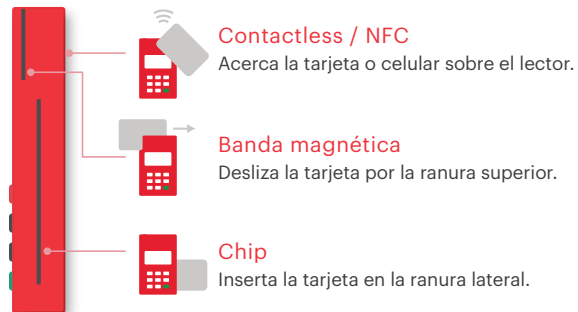 Contactless / NFC
Acerca la tarjeta o celular sobre el lector.
Banda magnética
Desliza la tarjeta por la ranura superior.
Chip
Inserta la tarjeta en la ranura lateral.